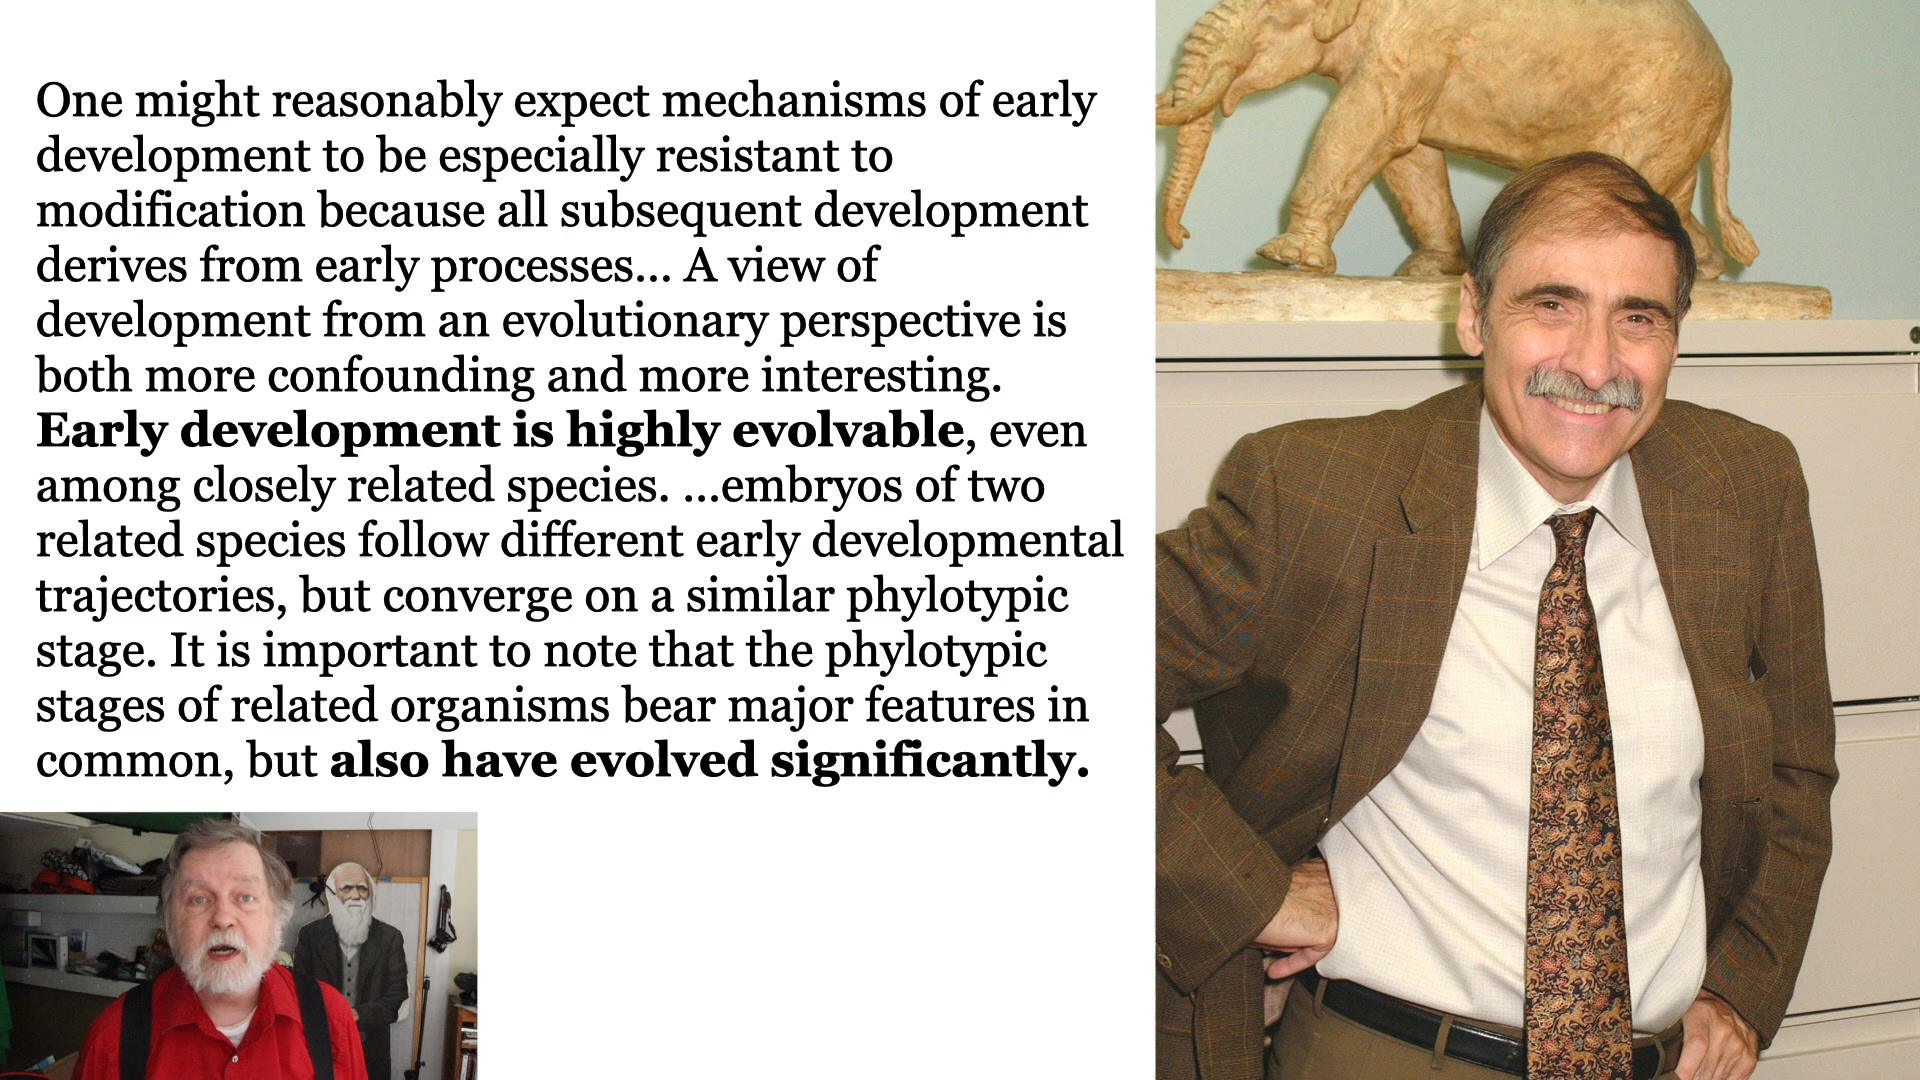 One might reasonably expect mechanisms of early
development to be especially resistant to
modification because all subsequent development
derives from early processes... A view of
development from an evolutionary perspective is
both more confounding and more interesting.
Early development is highly evolvable, even
among closely related species. ...embryos of two
related species follow different early developmental
trajectories, but converge on a similar phylotypic
stage. It is important to note that the phylotypic
stages of related organisms bear major features in
common, but also have evolved significantly.